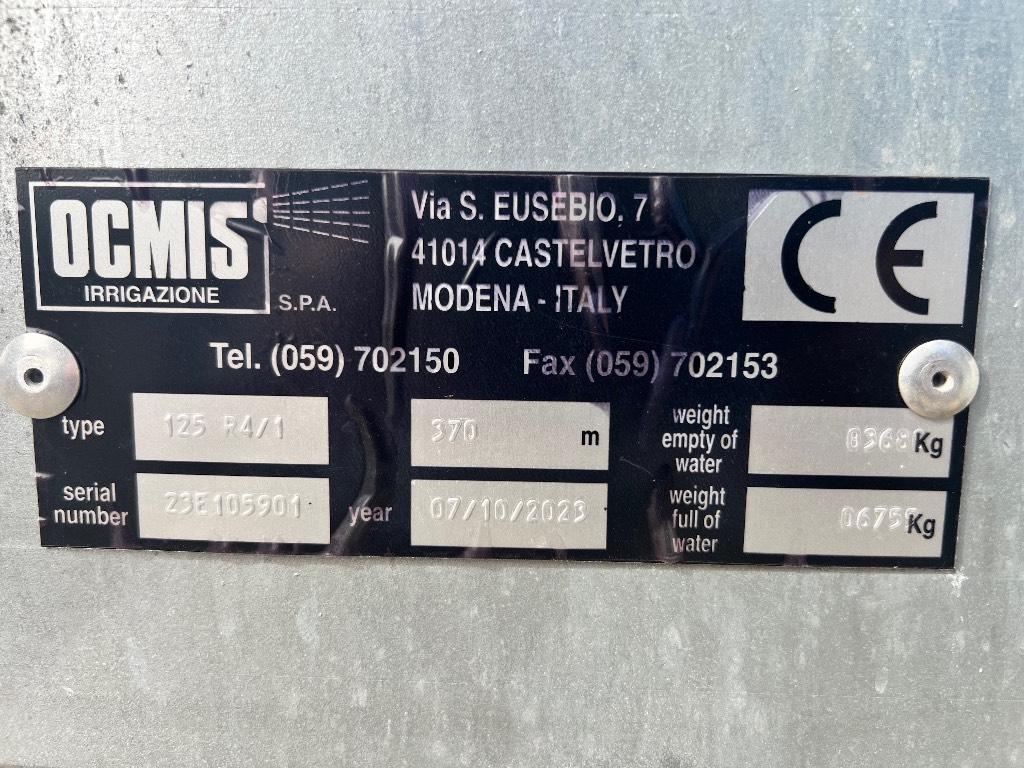 OCMIS
IRRIGAZIONE
S.P.A.
Via S. EUSEBIO. 7
41014 CASTELVETRO
MODENA - ITALY
CE
Tel. (059) 702150 Fax (059) 702153
type 125 R4/1 370 m weight empty of water Kg
serial number 23E105901 year 07/10/2023 weight full of water Kg